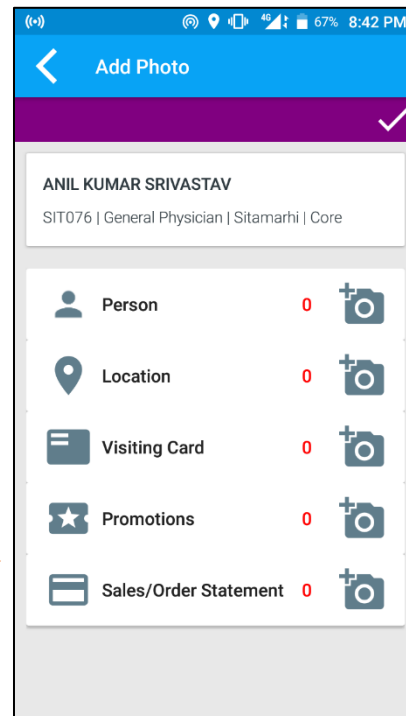 4G 67% 8:42 PM
Add Photo
ANIL KUMAR SRIVASTAV
SIT076 | General Physician | Sitamarhi | Core
Person 0
Location 0
Visiting Card 0
Promotions 0
Sales/Order Statement 0